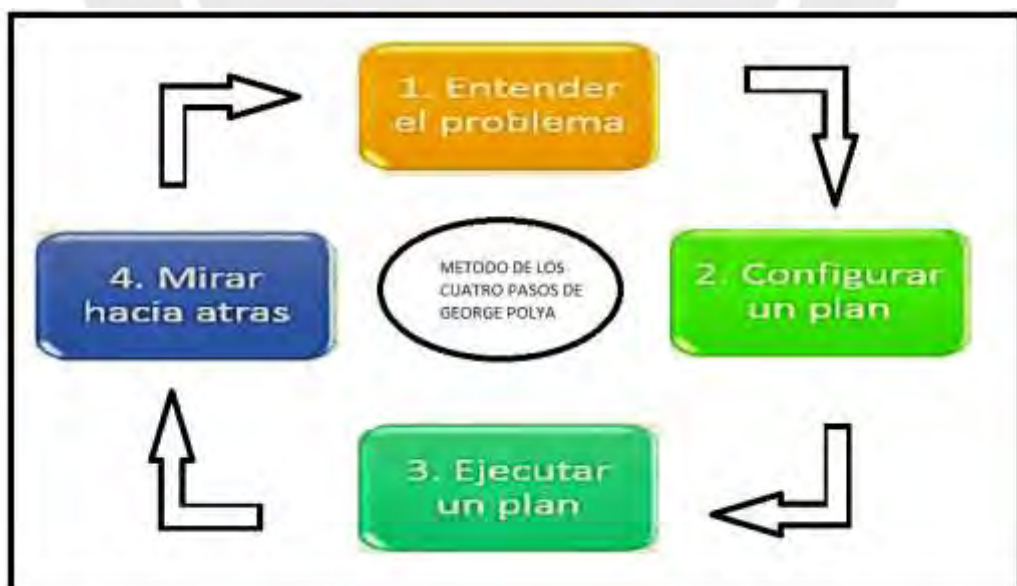 1. Entender
el problema
2. Configurar
un plan
3. Ejecutar
un plan
4. Mirar
hacia atras
METODO DE LOS
CUATRO PASOS DE
GEORGE POLYA